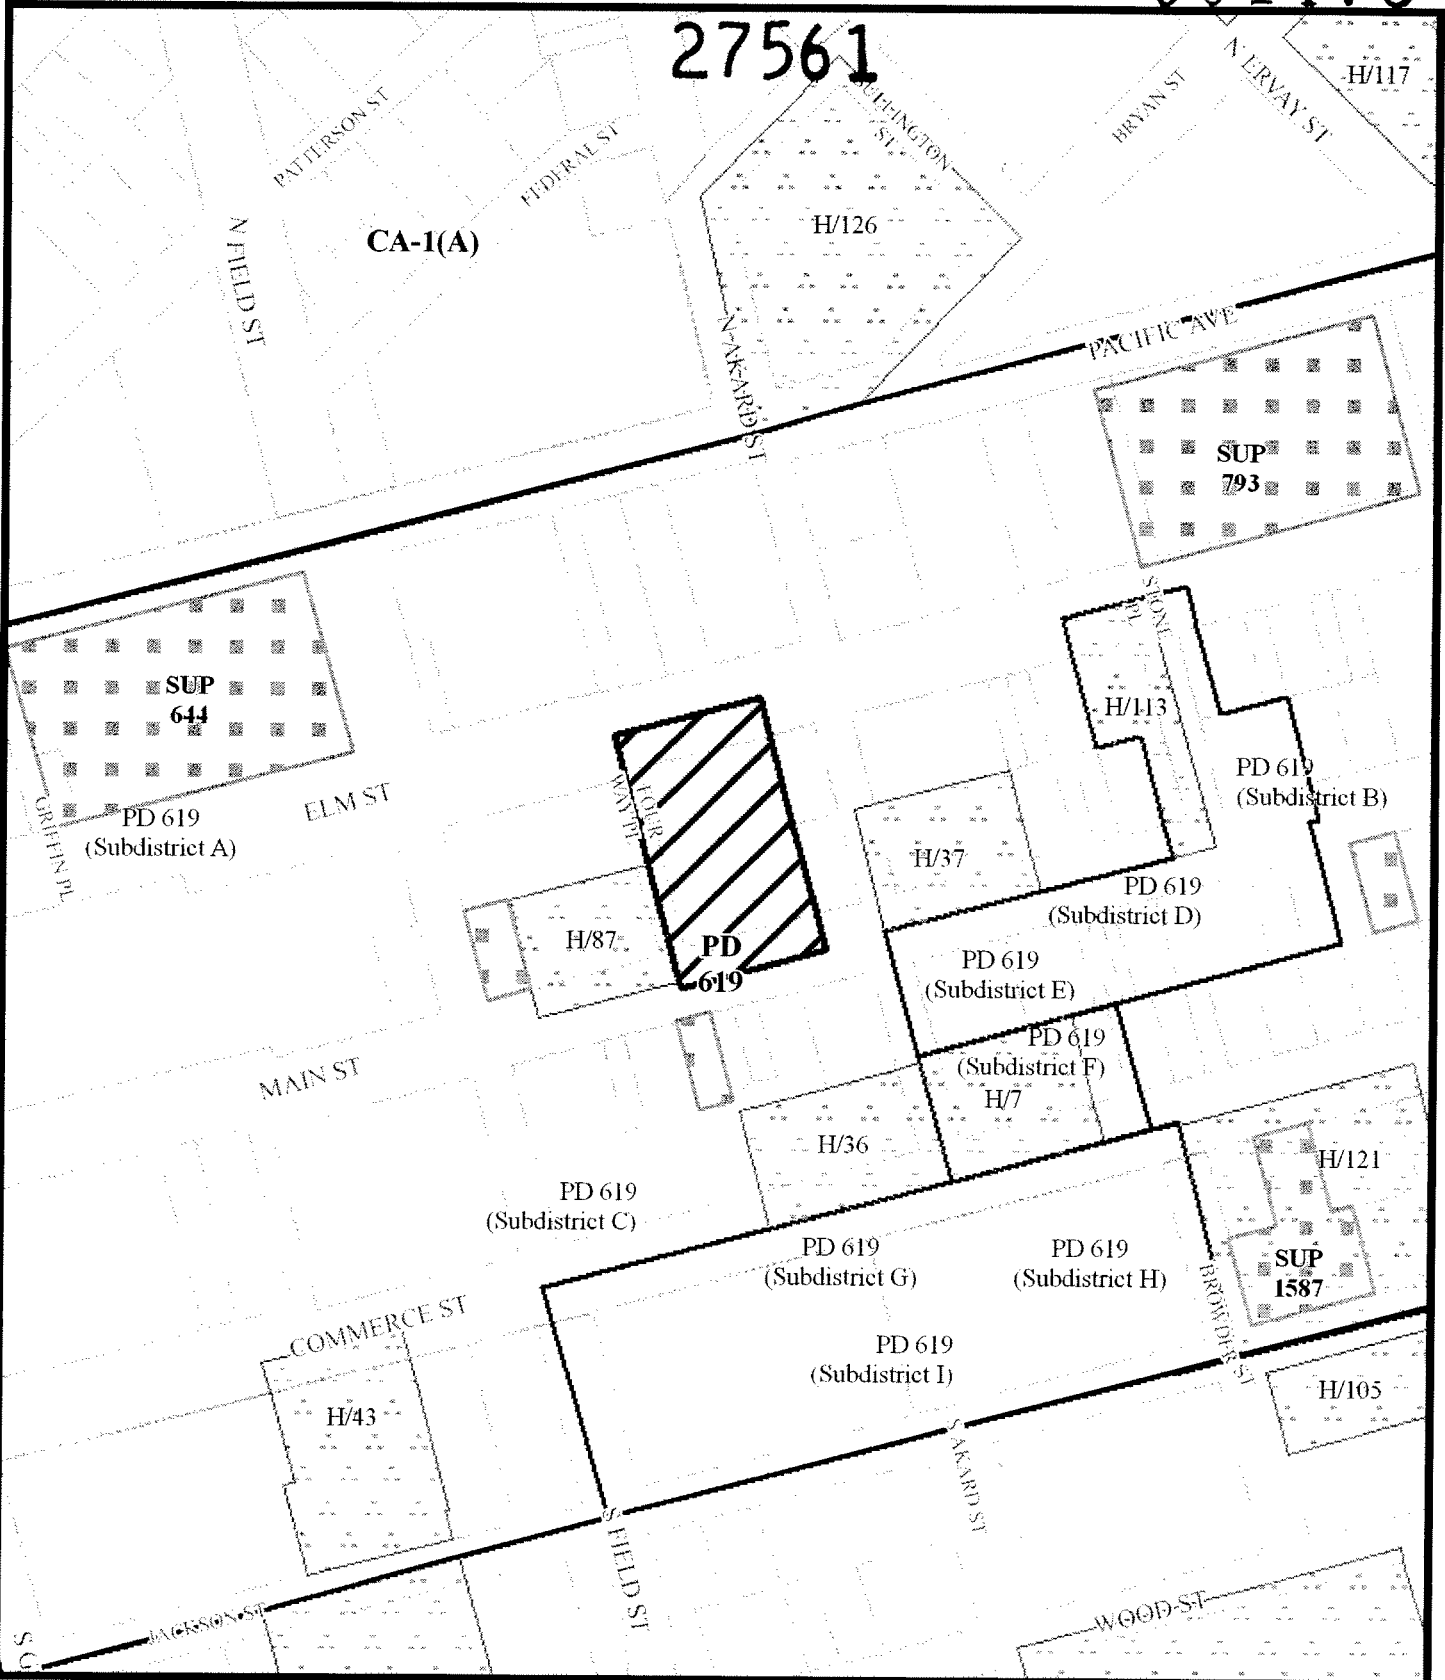 27561
H/117
N ERVAY ST
BRYAN ST
BULLINGTON
ST
PATTERSON ST
FEDERAL ST
H/126
N FIELD ST
CA-1(A)
PACIFIC AVE
N AKARD ST
SUP
793
STONE
PL
SUP
644
H/113
PD 619
(Subdistrict B)
FOUR
WAY PL
ELM ST
GRIFFIN PL
PD 619
(Subdistrict A)
H/37
PD 619
(Subdistrict D)
H/87
PD
619
PD 619
(Subdistrict E)
PD 619
(Subdistrict F)
MAIN ST
H/7
H/36
H/121
PD 619
(Subdistrict C)
PD 619
(Subdistrict G)
PD 619
(Subdistrict H)
SUP
1587
BROWDER ST
COMMERCE ST
PD 619
(Subdistrict I)
H/105
H/43
S AKARD ST
S FIELD ST
JACKSON ST
WOOD ST